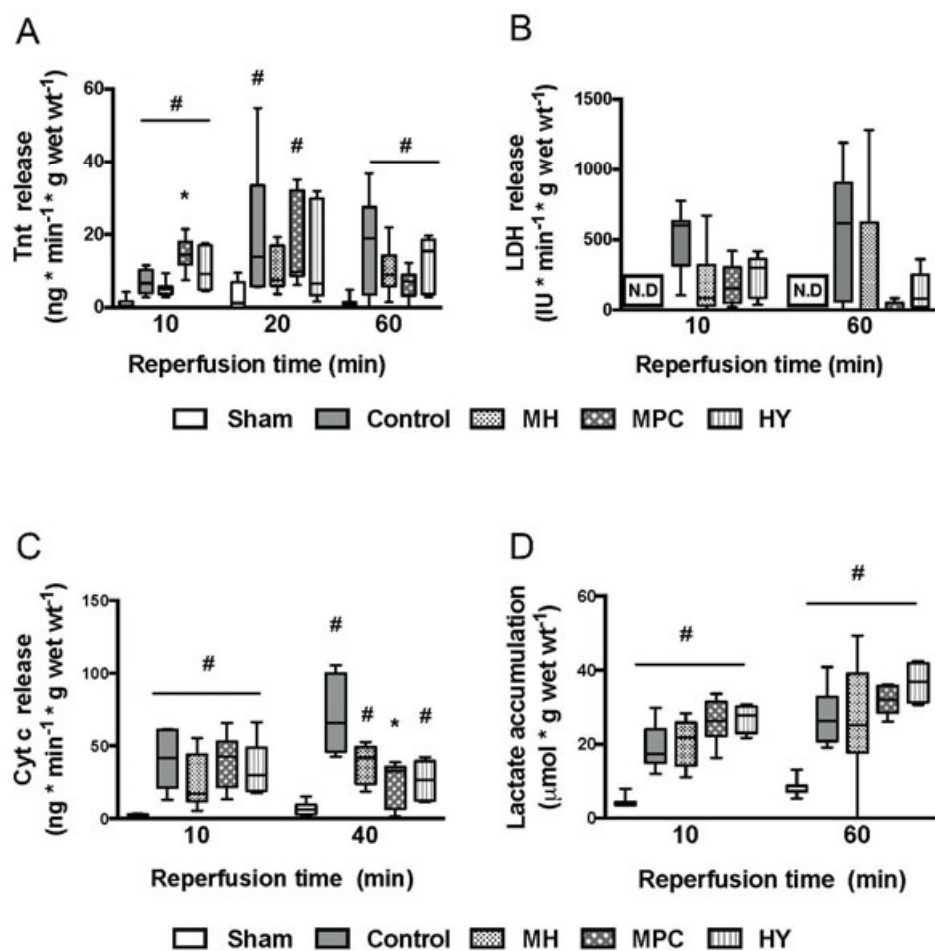 A
Tnt release
(ng * min-1 * g wet wt-1)
60
40
20
0
#
*
#
#
#
10
20
60
Reperfusion time (min)
B
LDH release
(IU * min-1 * g wet wt-1)
1500
1000
500
0
N.D
N.D
10
60
Reperfusion time (min)
Sham
Control
MH
MPC
HY
C
Cyt c release
(ng * min-1 * g wet wt-1)
150
100
50
0
#
#
#
*
#
10
40
Reperfusion time (min)
D
Lactate accumulation
(μmol * g wet wt-1)
60
40
20
0
#
#
10
60
Reperfusion time (min)
Sham
Control
MH
MPC
HY